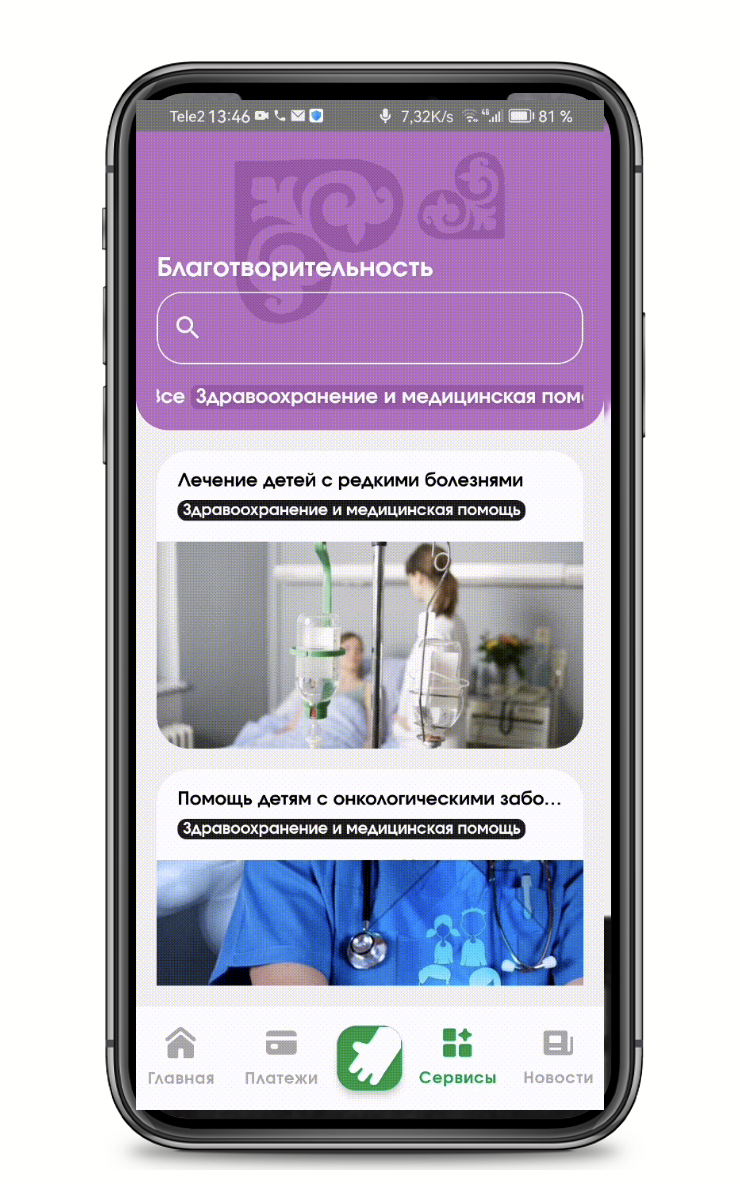 Tele2 13:46 7,32K/s 4G 81 %
Благотворительность
Все Здравоохранение и медицинская
Лечение детей с редкими болезнями
Здравоохранение и медицинская помощь
Помощь детям с онкологическими забо...
Здравоохранение и медицинская помощь
Главная Платежи Сервисы Новости